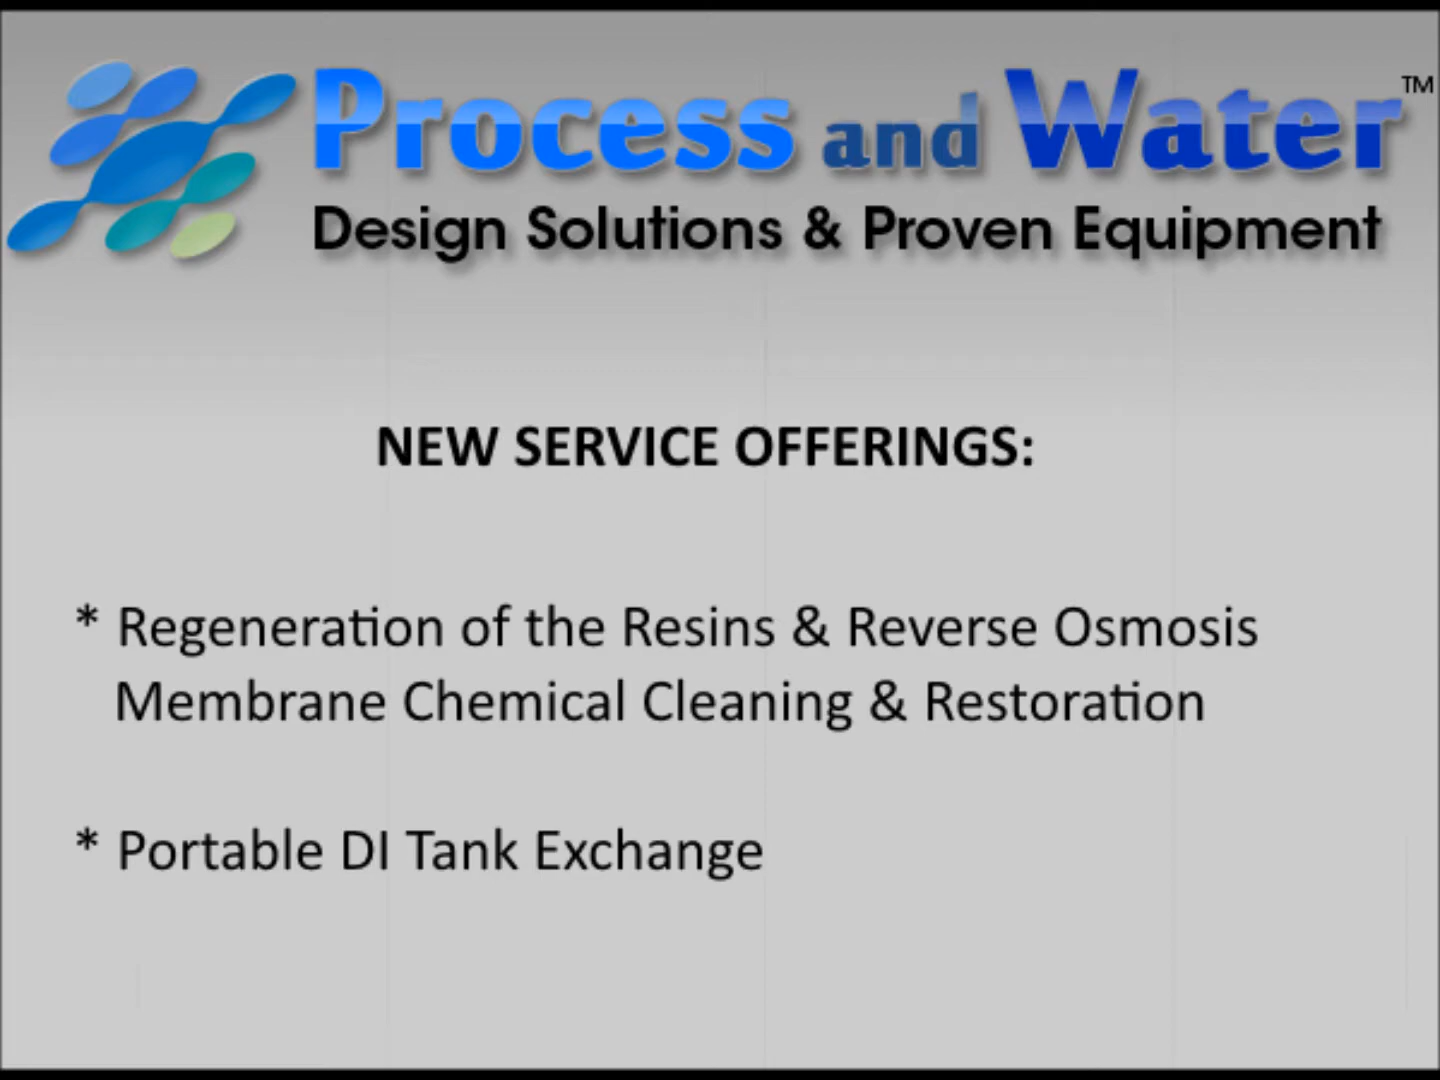 Process and Water™
Design Solutions & Proven Equipment
NEW SERVICE OFFERINGS:
* Regeneration of the Resins & Reverse Osmosis
Membrane Chemical Cleaning & Restoration
* Portable DI Tank Exchange